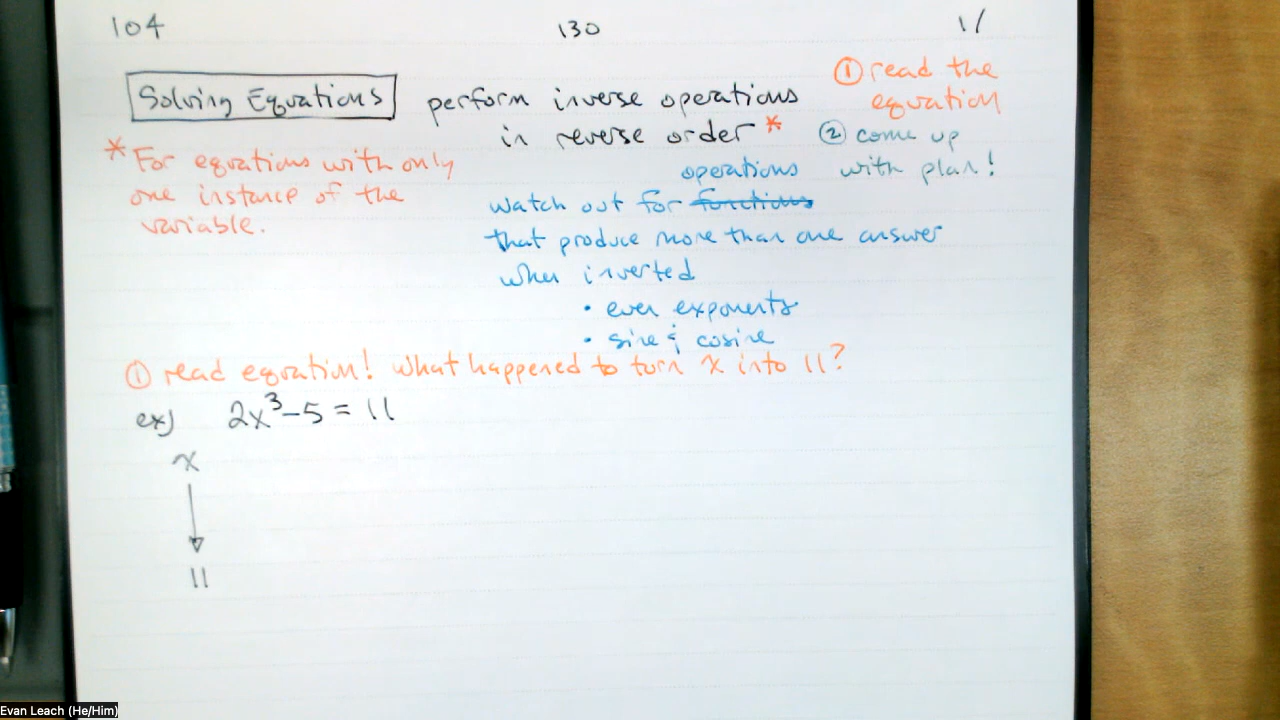 104 130 11
Solving Equations perform inverse operations
in reverse order *
① read the
equation
② come up
with plan!
* For equations with only
one instance of the
variable.
operations
watch out for functions
that produce more than one answer
when inverted
• even exponents
• sine & cosine
① read equation! What happened to turn x into 11?
ex) 2x³-5 = 11
x
11
Evan Leach (He/Him)